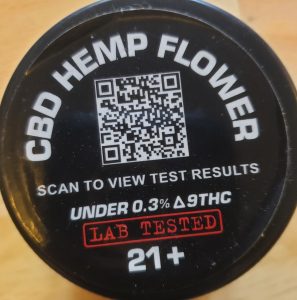 CBD HEMP FLOWER
SCAN TO VIEW TEST RESULTS
UNDER 0.3% Δ9THC
LAB TESTED
21+